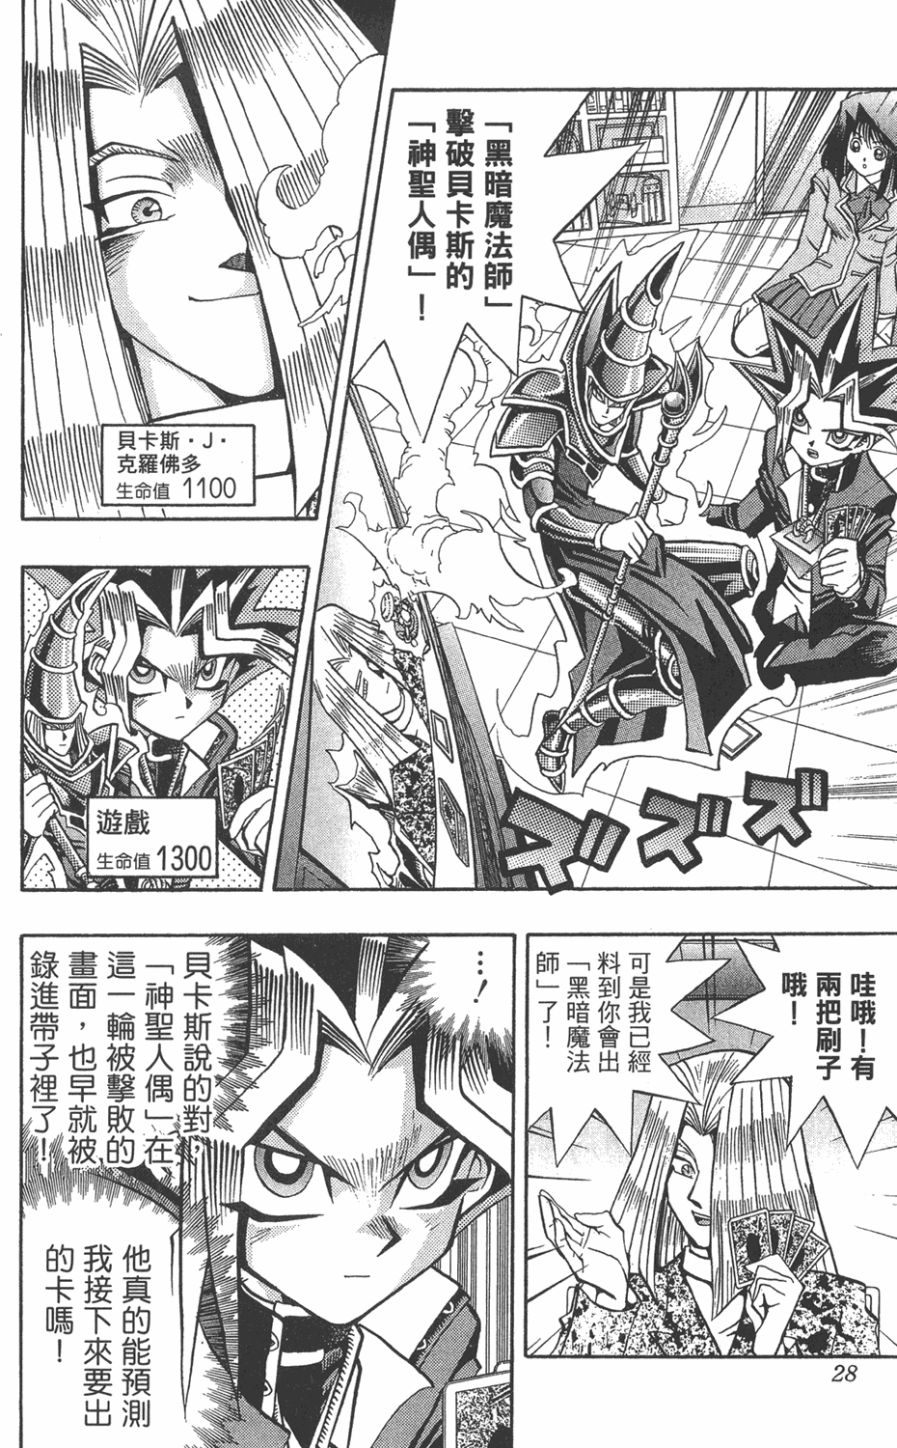 「黑暗魔法師」
擊破貝卡斯的
「神聖人偶」！
ズズズ
貝卡斯・J・
克羅佛多
生命值 1100
遊戲
生命值 1300
哇哦！有
兩把刷子
哦！
可是我已經
料到你會出
「黑暗魔法
師」了！
…！
貝卡斯說的對，
「神聖人偶」在
這一輪被擊敗的
畫面，也早就被
錄進帶子裡了！
他真的能預測
我接下來要出
的卡嗎！
28